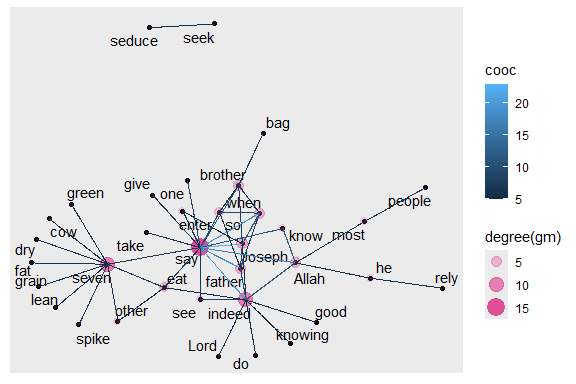 seduce
seek
cooc
20
15
10
5
bag
brother
give
one
green
when
people
cow
enter
so
know
most
dry
take
say
Joseph
fat
seven
father
Allah
he
grain
eat
rely
lean
other
see
indeed
good
spike
Lord
knowing
do
degree(gm)
5
10
15